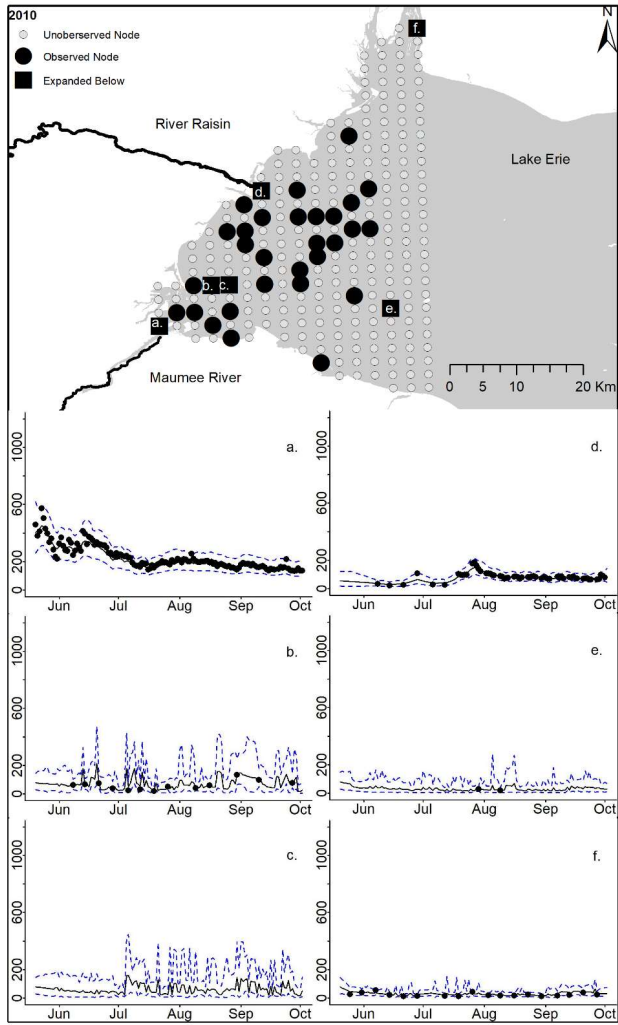 2010
Unoberserved Node
Observed Node
Expanded Below
N
f.
River Raisin
Lake Erie
d.
b. c.
e.
a.
Maumee River
0 5 10 20 Km
a.
0 200 600 1000
Jun Jul Aug Sep Oct
d.
0 200 600 1000
Jun Jul Aug Sep Oct
b.
0 200 600 1000
Jun Jul Aug Sep Oct
e.
0 200 600 1000
Jun Jul Aug Sep Oct
c.
0 200 600 1000
Jun Jul Aug Sep Oct
f.
0 200 600 1000
Jun Jul Aug Sep Oct